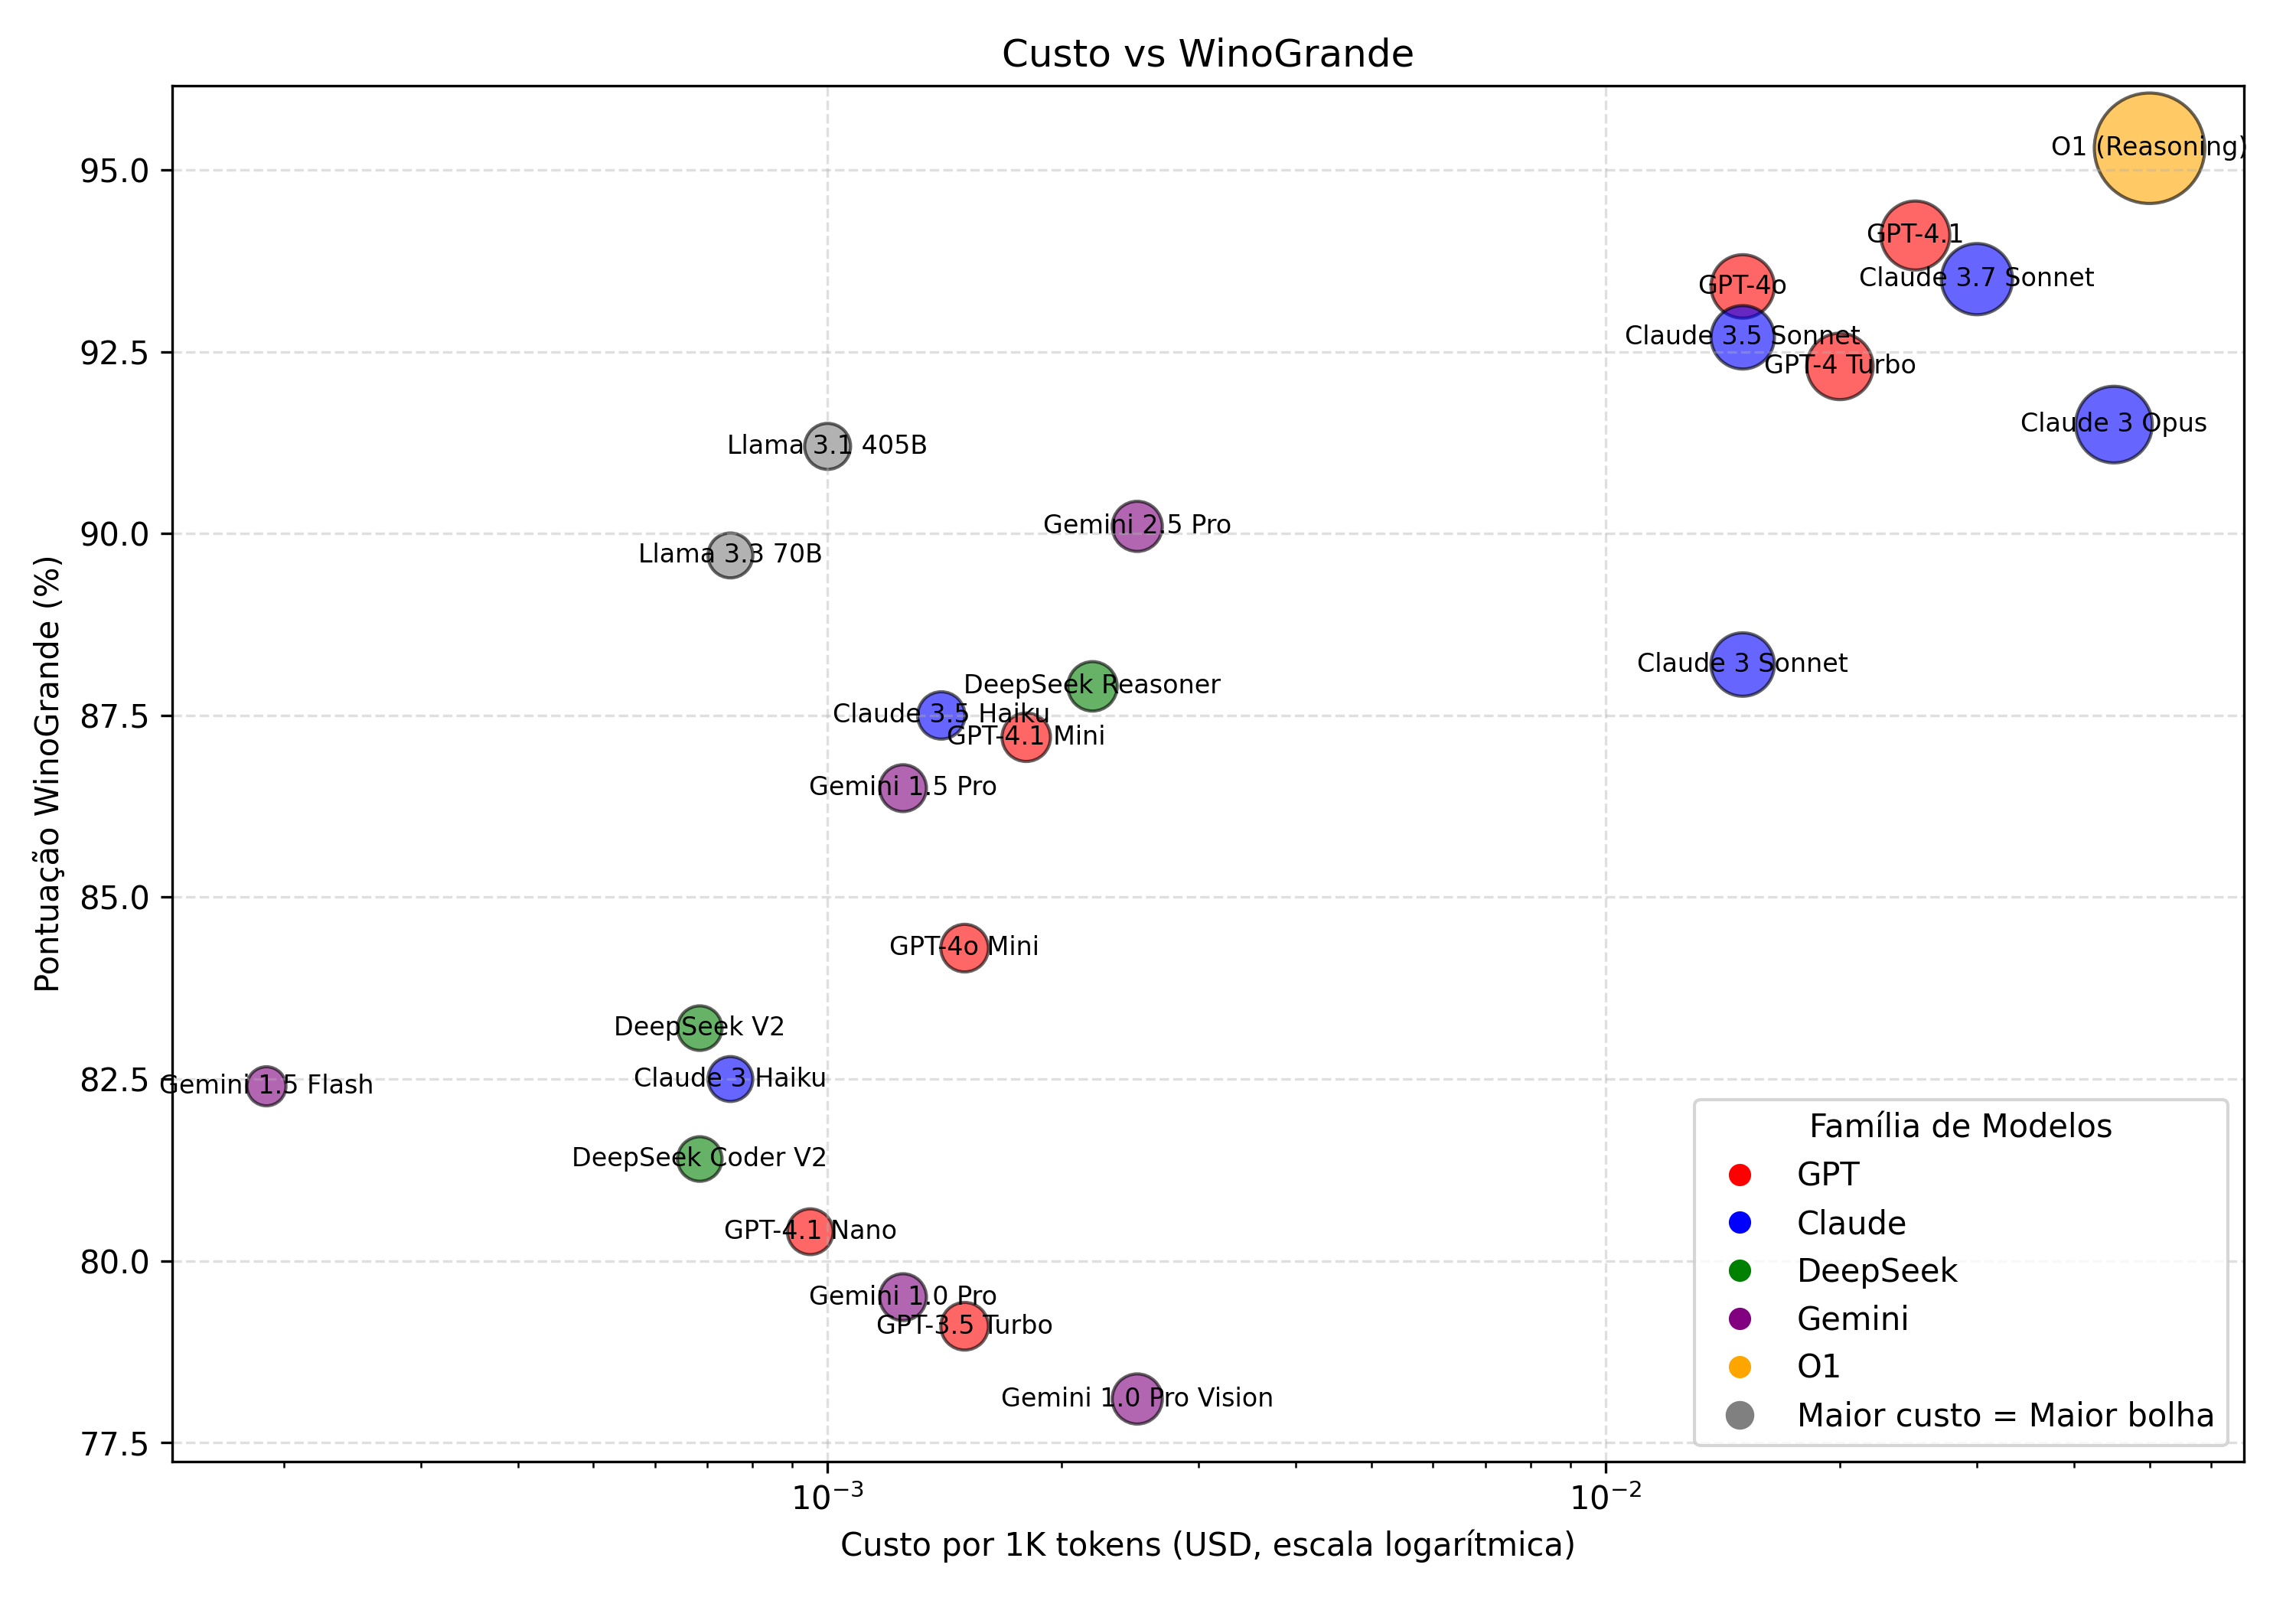 Custo vs WinoGrande
Pontuação WinoGrande (%)
95.0
92.5
90.0
87.5
85.0
82.5
80.0
77.5
O1 (Reasoning)
GPT-4.1
Claude 3.7 Sonnet
GPT-4o
Claude 3.5 Sonnet
GPT-4 Turbo
Claude 3 Opus
Llama 3.1 405B
Gemini 2.5 Pro
Llama 3.3 70B
Claude 3 Sonnet
DeepSeek Reasoner
Claude 3.5 Haiku
GPT-4.1 Mini
Gemini 1.5 Pro
GPT-4o Mini
DeepSeek V2
Claude 3 Haiku
Gemini 1.5 Flash
DeepSeek Coder V2
GPT-4.1 Nano
Gemini 1.0 Pro
GPT-3.5 Turbo
Gemini 1.0 Pro Vision
Família de Modelos
GPT
Claude
DeepSeek
Gemini
O1
Maior custo = Maior bolha
10⁻³
10⁻²
Custo por 1K tokens (USD, escala logarítmica)